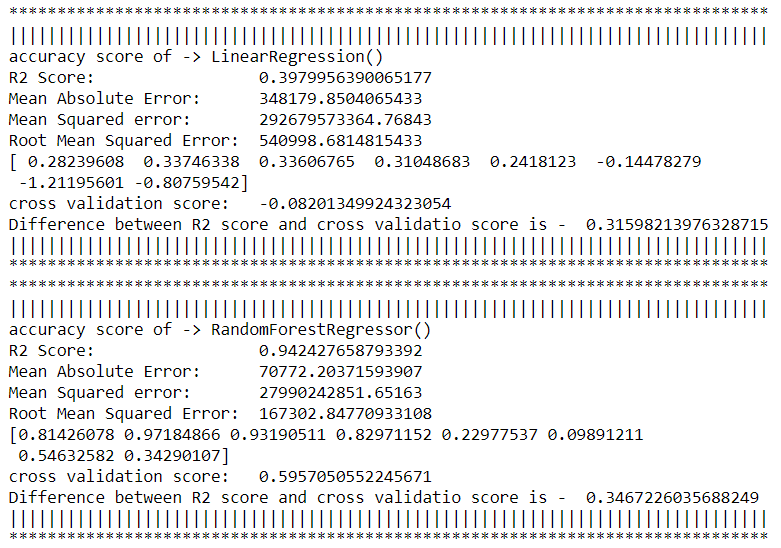 ********************************************************************************
||||||||||||||||||||||||||||||||||||||||||||||||||||||||||||||||||||||||||||||||
accuracy score of -> LinearRegression()
R2 Score:                 0.3979956390065177
Mean Absolute Error:      348179.8504065433
Mean Squared error:       292679573364.76843
Root Mean Squared Error:  540998.6814815433
[ 0.28239608  0.33746338  0.33606765  0.31048683  0.2418123  -0.14478279
 -1.21195601 -0.80759542]
cross validation score:   -0.08201349924323054
Difference between R2 score and cross validatio score is -  0.31598213976328715
||||||||||||||||||||||||||||||||||||||||||||||||||||||||||||||||||||||||||||||||
********************************************************************************
********************************************************************************
||||||||||||||||||||||||||||||||||||||||||||||||||||||||||||||||||||||||||||||||
accuracy score of -> RandomForestRegressor()
R2 Score:                 0.942427658793392
Mean Absolute Error:      70772.20371593907
Mean Squared error:       27990242851.65163
Root Mean Squared Error:  167302.84770933108
[0.81426078 0.97184866 0.93190511 0.82971152 0.22977537 0.09891211
 0.54632582 0.34290107]
cross validation score:   0.5957050552245671
Difference between R2 score and cross validatio score is -  0.3467226035688249
||||||||||||||||||||||||||||||||||||||||||||||||||||||||||||||||||||||||||||||||
********************************************************************************